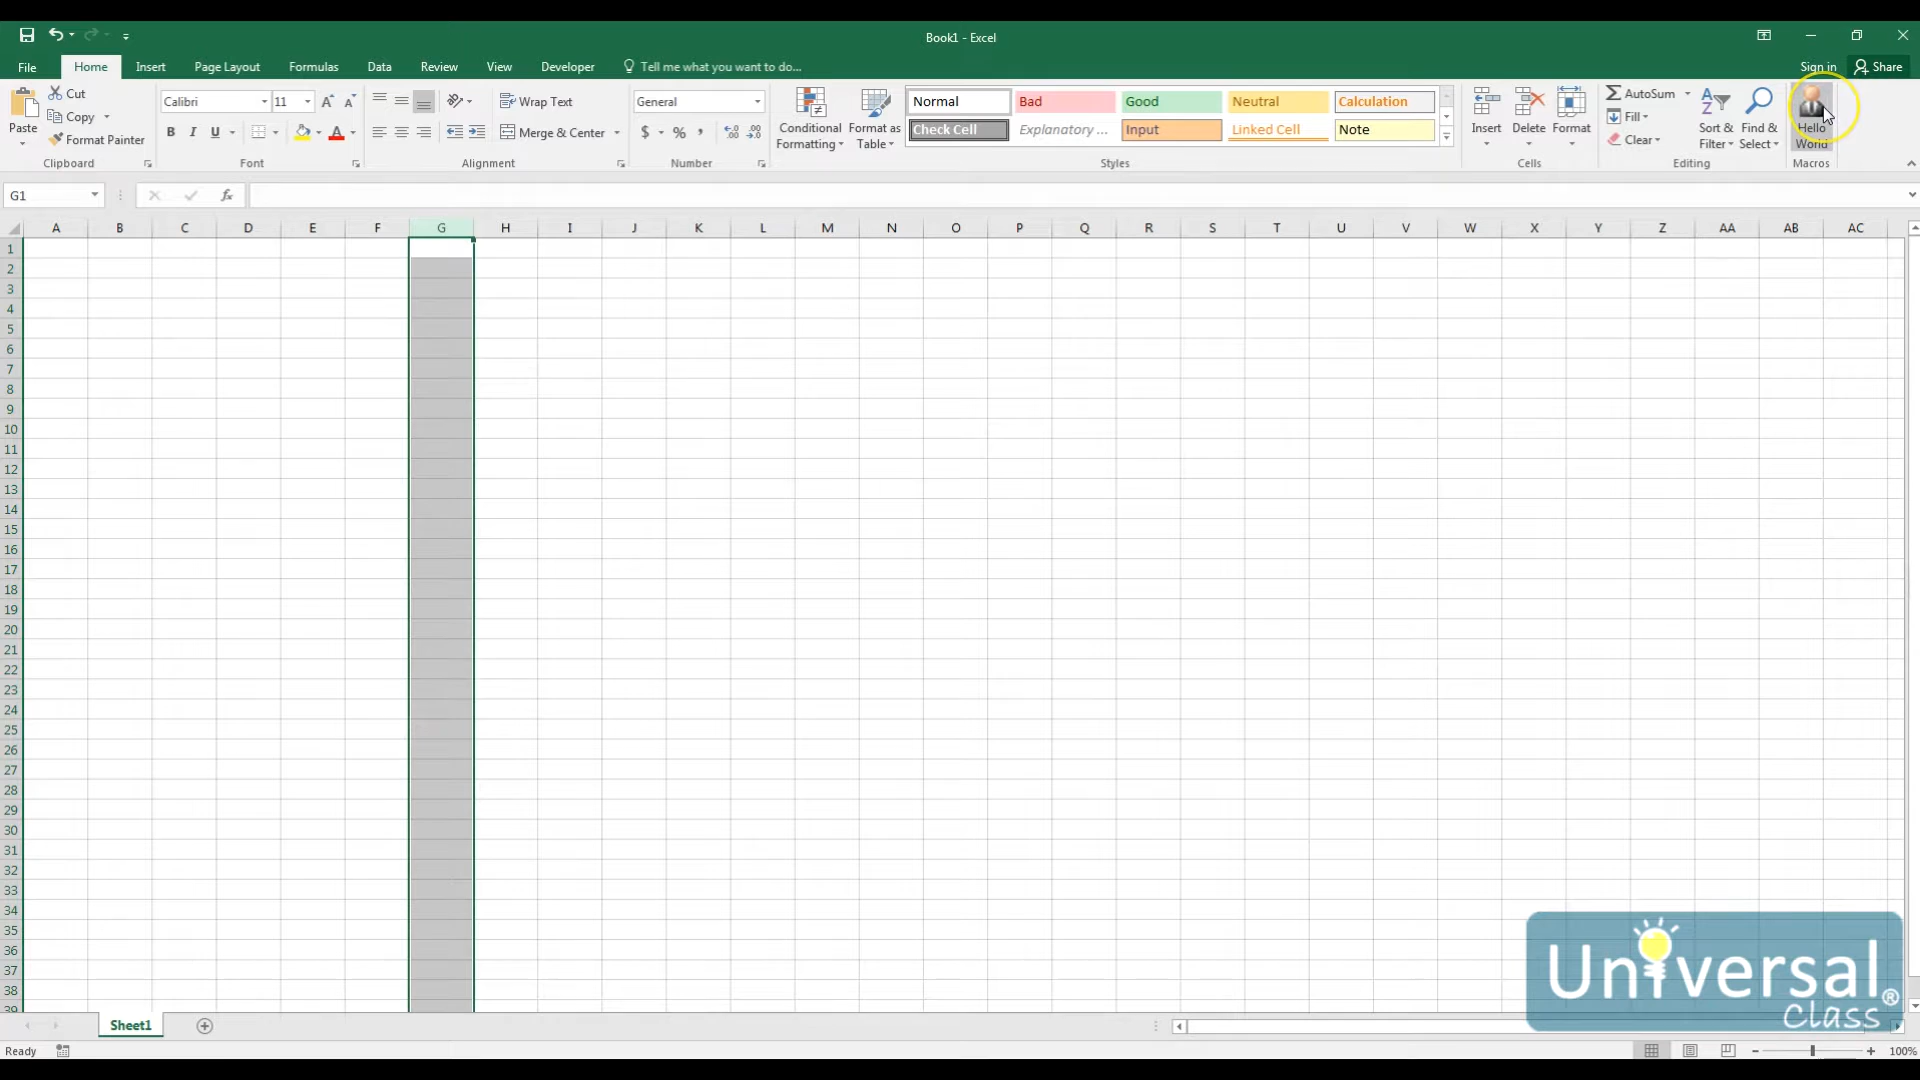 Book1 - Excel
File Home Insert Page Layout Formulas Data Review View Developer Tell me what you want to do... Sign in Share
Paste Cut Copy Format Painter Clipboard
Calibri 11 B I U A A A Font
Wrap Text Merge & Center Alignment
General $ % , Number
Conditional Formatting Format as Table Normal Bad Good Neutral Calculation
Check Cell Explanatory ... Input Linked Cell Note Styles
Insert Delete Format Cells
AutoSum Fill Clear Sort & Filter Find & Select Editing
Hello World Macros
G1 fx
A B C D E F G H I J K L M N O P Q R S T U V W X Y Z AA AB AC
1
2
3
4
5
6
7
8
9
10
11
12
13
14
15
16
17
18
19
20
21
22
23
24
25
26
27
28
29
30
31
32
33
34
35
36
37
38
39
Universal®
Class
Sheet1
Ready 100%